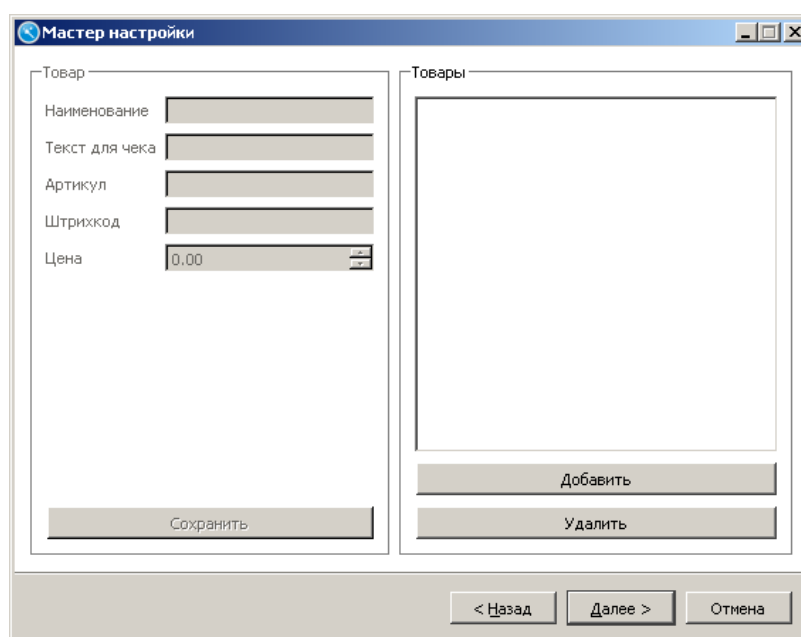 Мастер настройки
Товар
Наименование
Текст для чека
Артикул
Штрихкод
Цена
0.00
Сохранить
Товары
Добавить
Удалить
< Назад
Далее >
Отмена